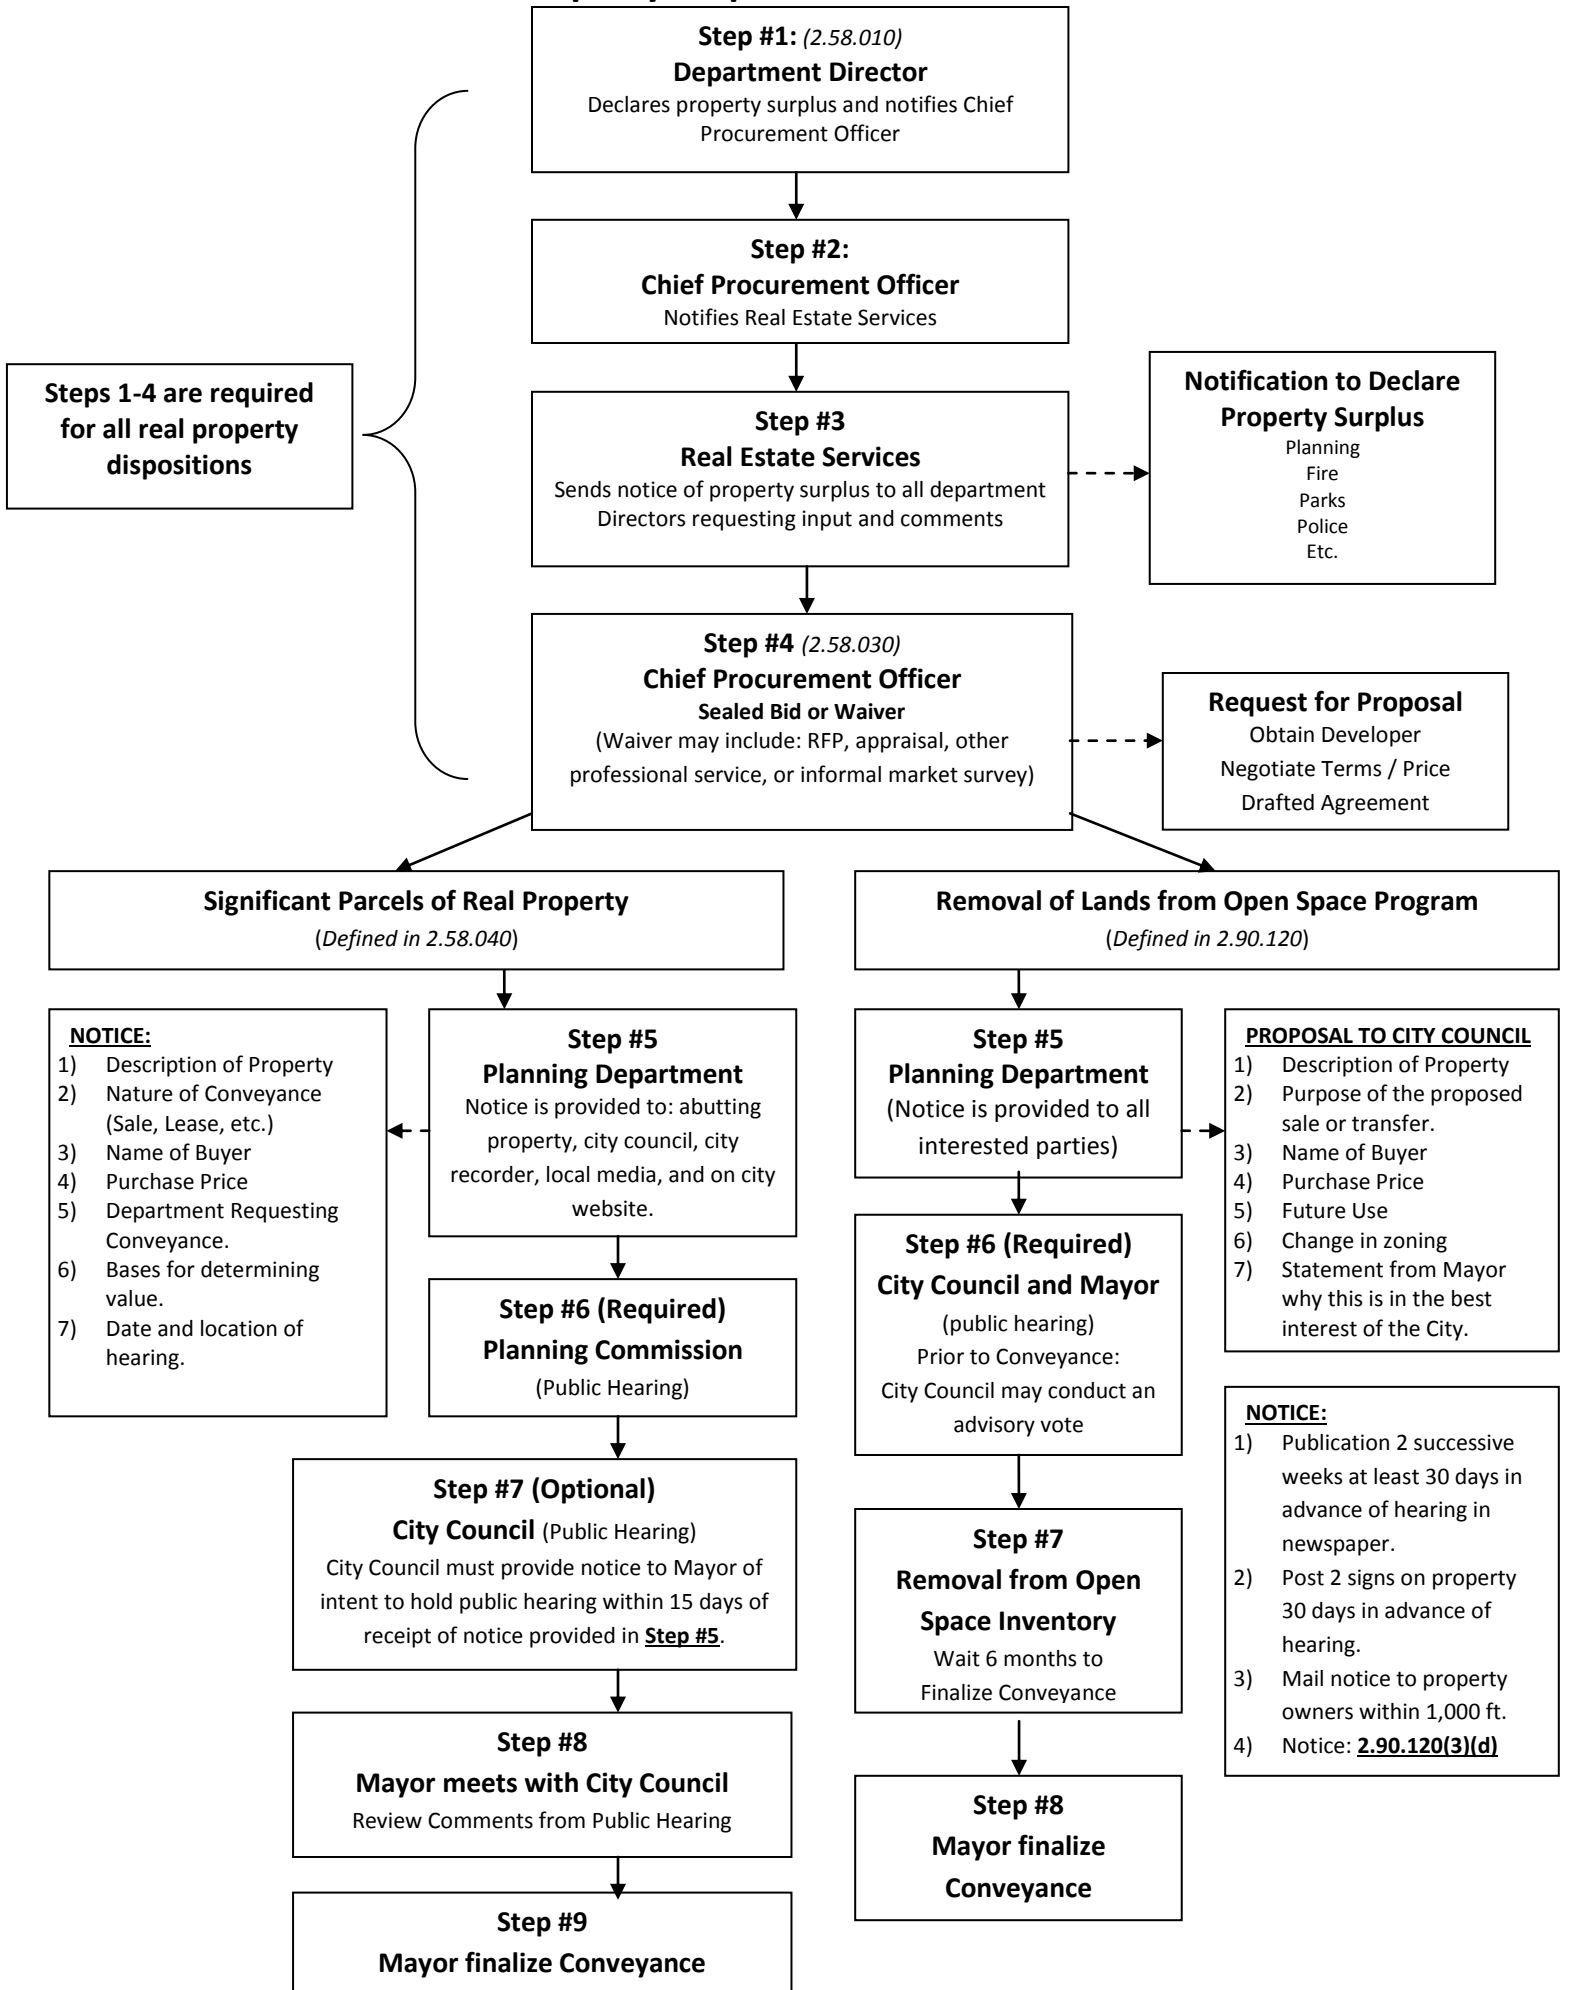 Step #1: (2.58.010)
Department Director
Declares property surplus and notifies Chief
Procurement Officer
Step #2:
Chief Procurement Officer
Notifies Real Estate Services
Steps 1-4 are required
for all real property
dispositions
Step #3
Real Estate Services
Sends notice of property surplus to all department
Directors requesting input and comments
Notification to Declare
Property Surplus
Planning
Fire
Parks
Police
Etc.
Step #4 (2.58.030)
Chief Procurement Officer
Sealed Bid or Waiver
(Waiver may include: RFP, appraisal, other
professional service, or informal market survey)
Request for Proposal
Obtain Developer
Negotiate Terms / Price
Drafted Agreement
Significant Parcels of Real Property
(Defined in 2.58.040)
Removal of Lands from Open Space Program
(Defined in 2.90.120)
NOTICE:
1) Description of Property
2) Nature of Conveyance
(Sale, Lease, etc.)
3) Name of Buyer
4) Purchase Price
5) Department Requesting
Conveyance.
6) Bases for determining
value.
7) Date and location of
hearing.
Step #5
Planning Department
Notice is provided to: abutting
property, city council, city
recorder, local media, and on city
website.
Step #6 (Required)
Planning Commission
(Public Hearing)
Step #7 (Optional)
City Council (Public Hearing)
City Council must provide notice to Mayor of
intent to hold public hearing within 15 days of
receipt of notice provided in Step #5.
Step #8
Mayor meets with City Council
Review Comments from Public Hearing
Step #9
Mayor finalize Conveyance
Step #5
Planning Department
(Notice is provided to all
interested parties)
Step #6 (Required)
City Council and Mayor
(public hearing)
Prior to Conveyance:
City Council may conduct an
advisory vote
Step #7
Removal from Open
Space Inventory
Wait 6 months to
Finalize Conveyance
Step #8
Mayor finalize
Conveyance
PROPOSAL TO CITY COUNCIL
1) Description of Property
2) Purpose of the proposed
sale or transfer.
3) Name of Buyer
4) Purchase Price
5) Future Use
6) Change in zoning
7) Statement from Mayor
why this is in the best
interest of the City.
NOTICE:
1) Publication 2 successive
weeks at least 30 days in
advance of hearing in
newspaper.
2) Post 2 signs on property
30 days in advance of
hearing.
3) Mail notice to property
owners within 1,000 ft.
4) Notice: 2.90.120(3)(d)